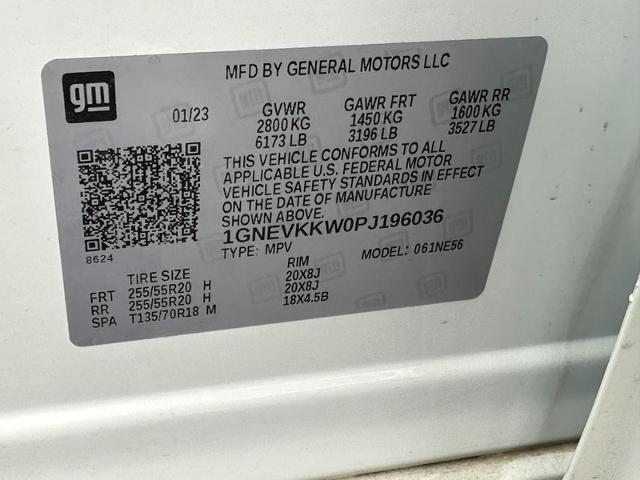 gm
MFD BY GENERAL MOTORS LLC
01/23 GVWR GAWR FRT GAWR RR
2800 KG 1450 KG 1600 KG
6173 LB 3196 LB 3527 LB
THIS VEHICLE CONFORMS TO ALL
APPLICABLE U.S. FEDERAL MOTOR
VEHICLE SAFETY STANDARDS IN EFFECT
ON THE DATE OF MANUFACTURE
SHOWN ABOVE.
1GNEVKKW0PJ196036
TYPE: MPV MODEL: 061NE56
8624
TIRE SIZE RIM
FRT 255/55R20 H 20X8J
RR 255/55R20 H 20X8J
SPA T135/70R18 M 18X4.5B